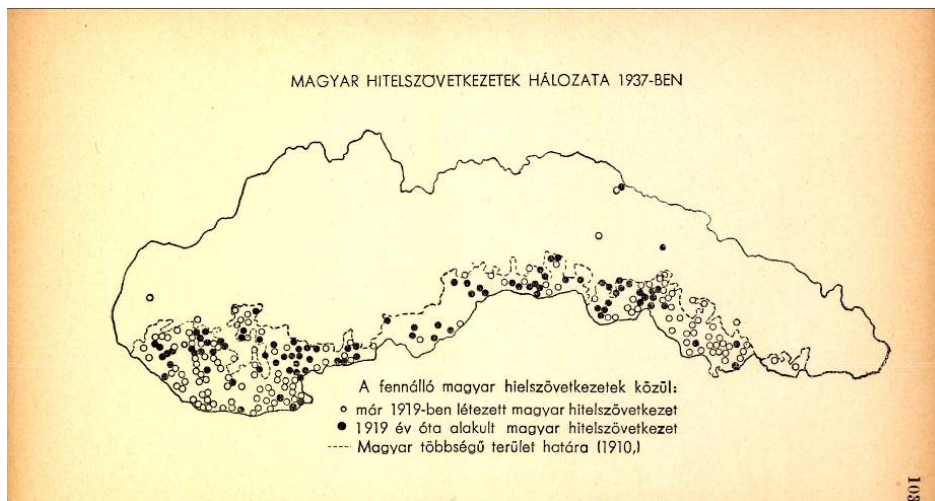 MAGYAR HITELSZÖVETKEZETEK HÁLOZATA 1937-BEN
A fennálló magyar hielszövetkezetek közül:
már 1919-ben létezett magyar hitelszövetkezet
1919 év óta alakult magyar hitelszövetkezet
Magyar többségű terület határa (1910,)
103